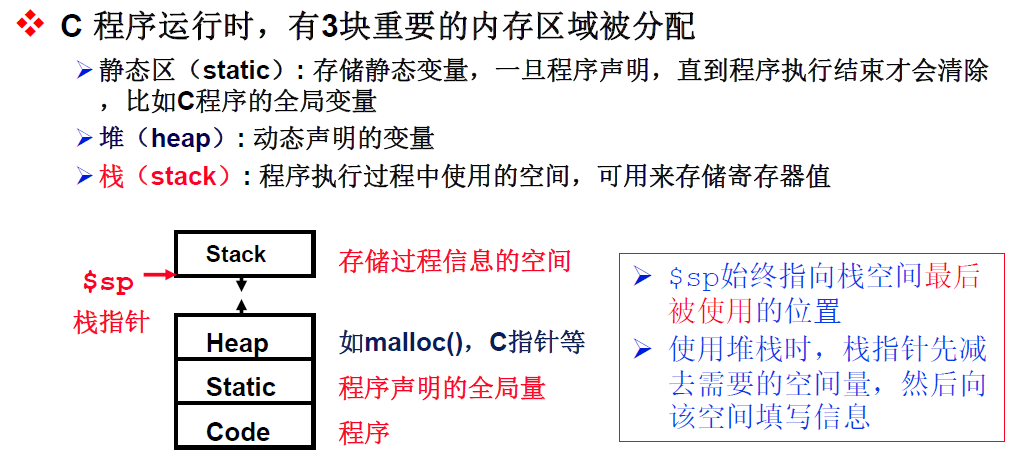 C 程序运行时，有3块重要的内存区域被分配
静态区（static）：存储静态变量，一旦程序声明，直到程序执行结束才会清除
，比如C程序的全局变量
堆（heap）：动态声明的变量
栈（stack）：程序执行过程中使用的空间，可用来存储寄存器值
Stack
存储过程信息的空间
$sp
栈指针
Heap
如malloc()，C指针等
Static
程序声明的全局量
Code
程序
$sp始终指向栈空间最后
被使用的位置
使用堆栈时，栈指针先减
去需要的空间量，然后向
该空间填写信息